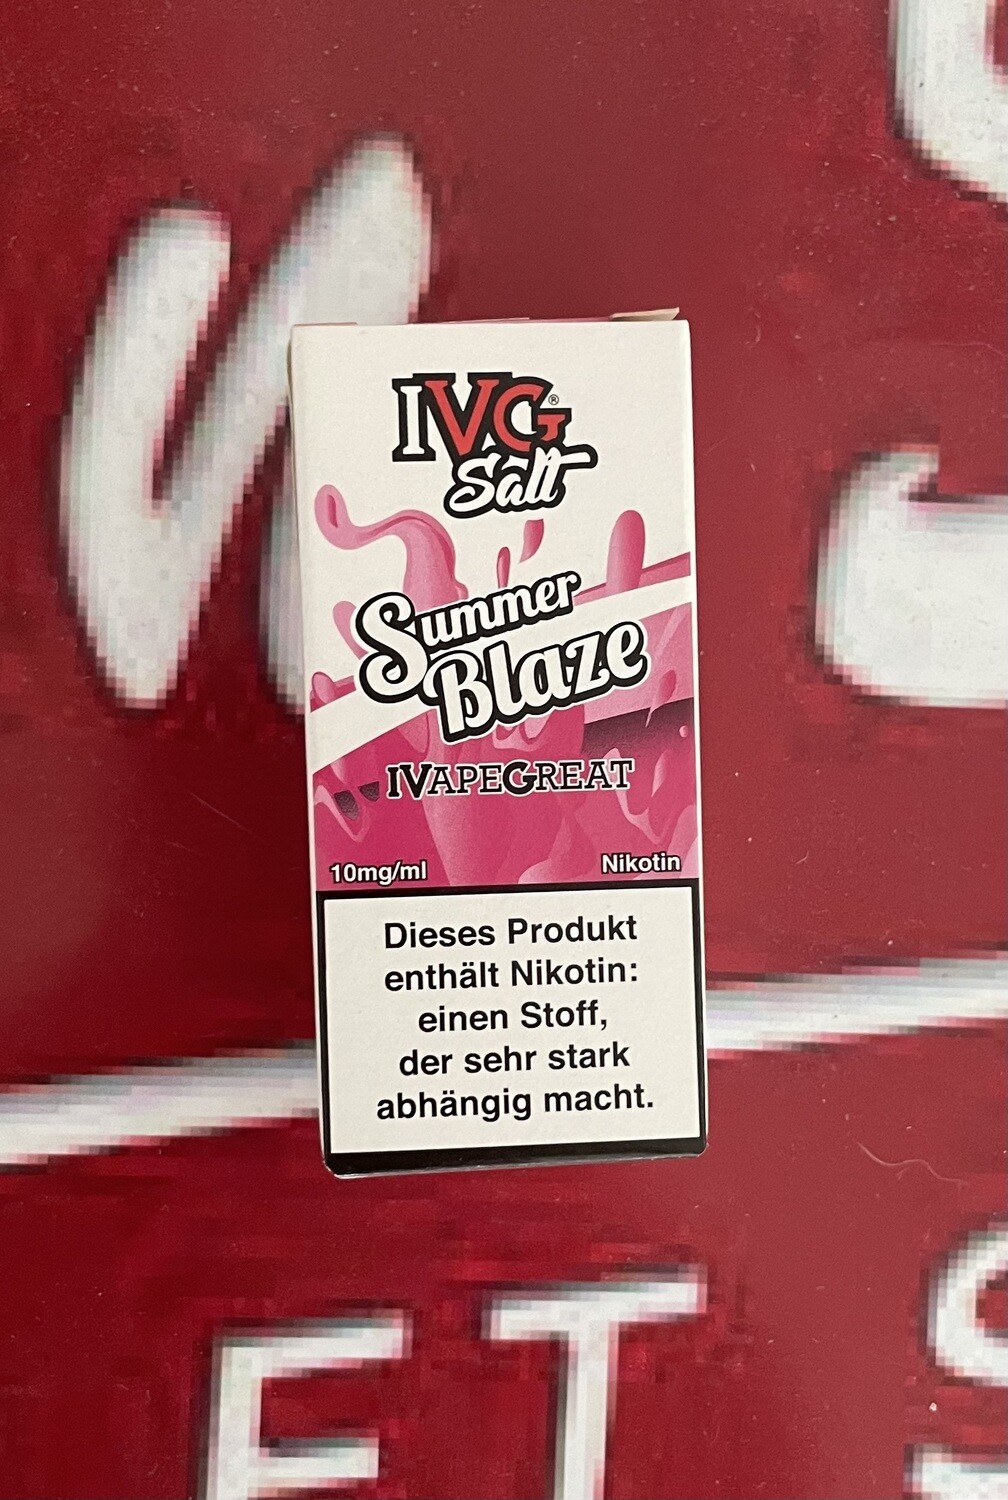 IVG®
Salt
Summer
Blaze
IVAPEGREAT
10mg/ml
Nikotin
Dieses Produkt
enthält Nikotin:
einen Stoff,
der sehr stark
abhängig macht.
ET